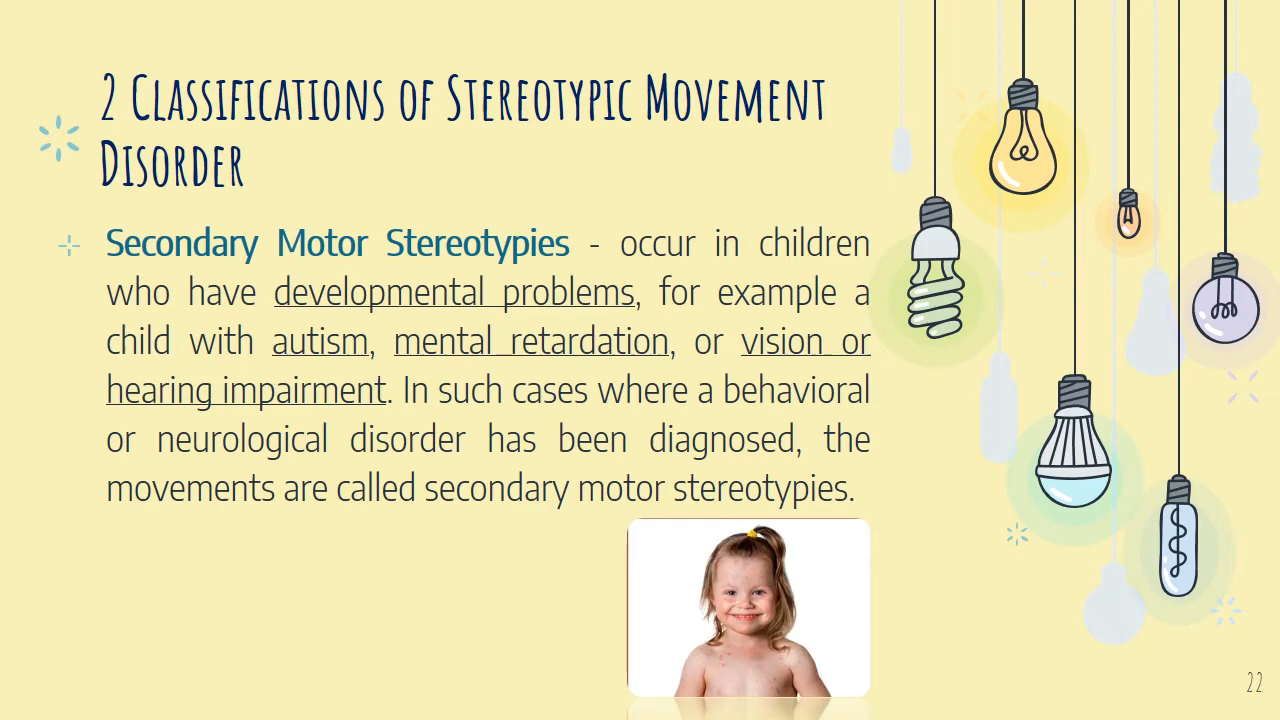 2 Classifications of Stereotypic Movement
Disorder
Secondary Motor Stereotypies - occur in children
who have developmental problems, for example a
child with autism, mental retardation, or vision or
hearing impairment. In such cases where a behavioral
or neurological disorder has been diagnosed, the
movements are called secondary motor stereotypies.
22